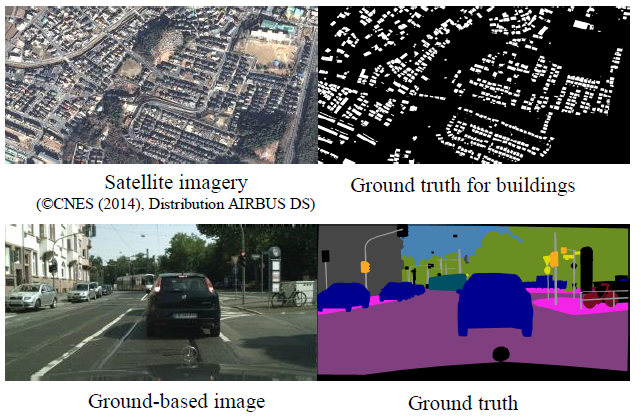 Satellite imagery
(©CNES (2014), Distribution AIRBUS DS)
Ground truth for buildings
Ground-based image
Ground truth